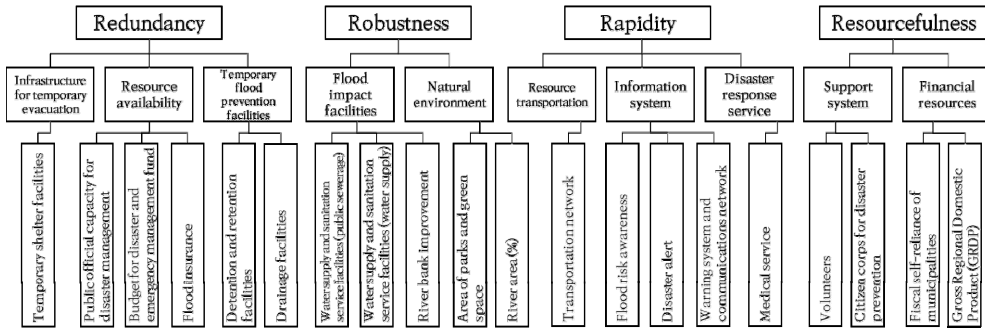 Redundancy
Robustness
Rapidity
Resourcefulness
Infrastructure
for temporary
evacuation
Resource
availability
Temporary
flood
prevention
facilities
Flood
impact
facilities
Natural
environment
Resource
transportation
Information
system
Disaster
response
service
Support
system
Financial
resources
Temporary shelter facilities
Public official capacity for
disaster management
Budget for disaster and
emergency management fund
Flood insurance
Detention and retention
facilities
Drainage facilities
Water supply and sanitation
service facilities (public sewerage)
Water supply and sanitation
service facilities (water supply)
River bank improvement
Area of parks and green
space
River area (%)
Transportation network
Flood risk awareness
Disaster alert
Warning system and
communications network
Medical service
Volunteers
Citizen corps for disaster
prevention
Fiscal self-reliance of
municipalities
Gross Regional Domestic
Product (GRDP)